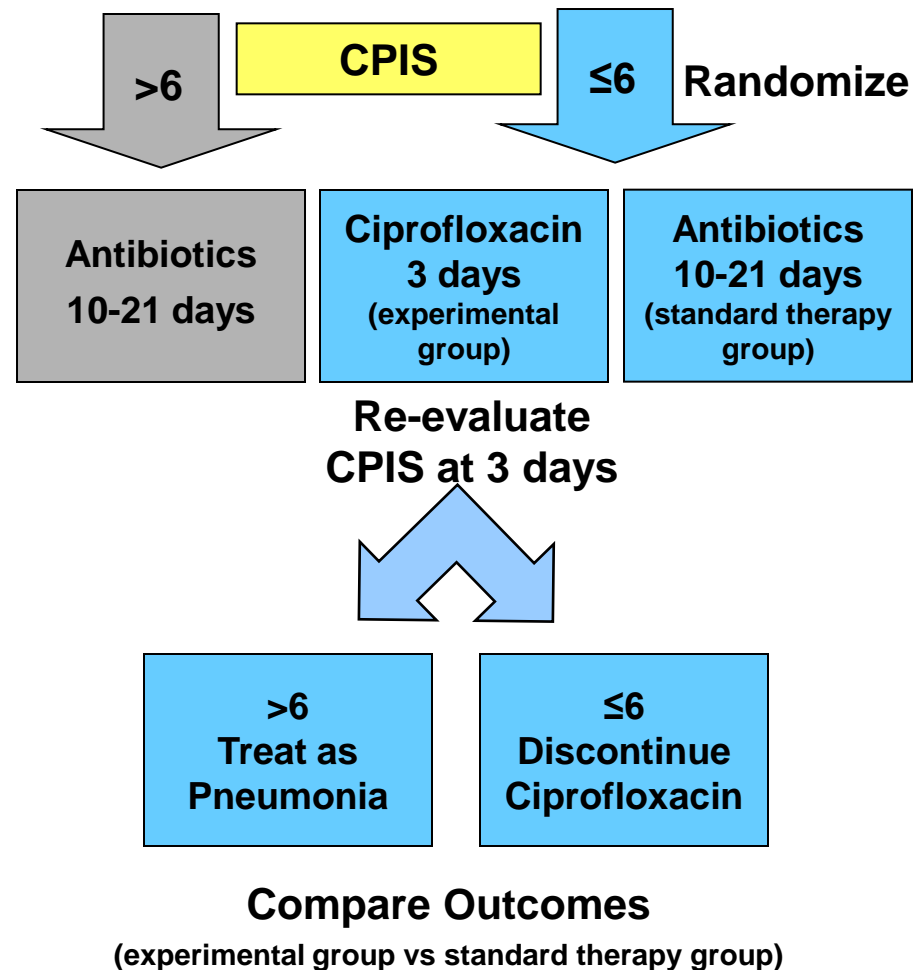 CPIS
>6
≤6
Randomize
Antibiotics
10-21 days
Ciprofloxacin
3 days
(experimental
group)
Antibiotics
10-21 days
(standard therapy
group)
Re-evaluate
CPIS at 3 days
>6
Treat as
Pneumonia
≤6
Discontinue
Ciprofloxacin
Compare Outcomes
(experimental group vs standard therapy group)